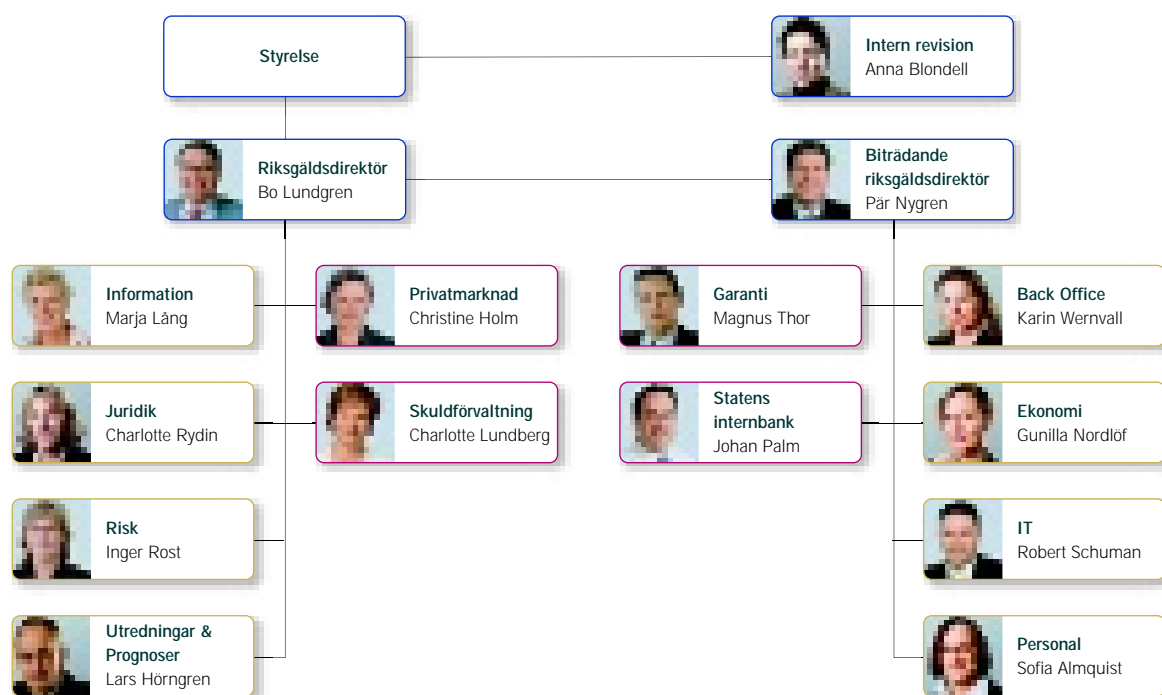 Styrelse
Intern revision
Anna Blondell
Riksgäldsdirektör
Bo Lundgren
Biträdande
riksgäldsdirektör
Pär Nygren
Information
Marja Lång
Privatmarknad
Christine Holm
Garanti
Magnus Thor
Back Office
Karin Wernvall
Juridik
Charlotte Rydin
Skuldförvaltning
Charlotte Lundberg
Statens
internbank
Johan Palm
Ekonomi
Gunilla Nordlöf
Risk
Inger Rost
IT
Robert Schuman
Utredningar &
Prognoser
Lars Hörngren
Personal
Sofia Almquist